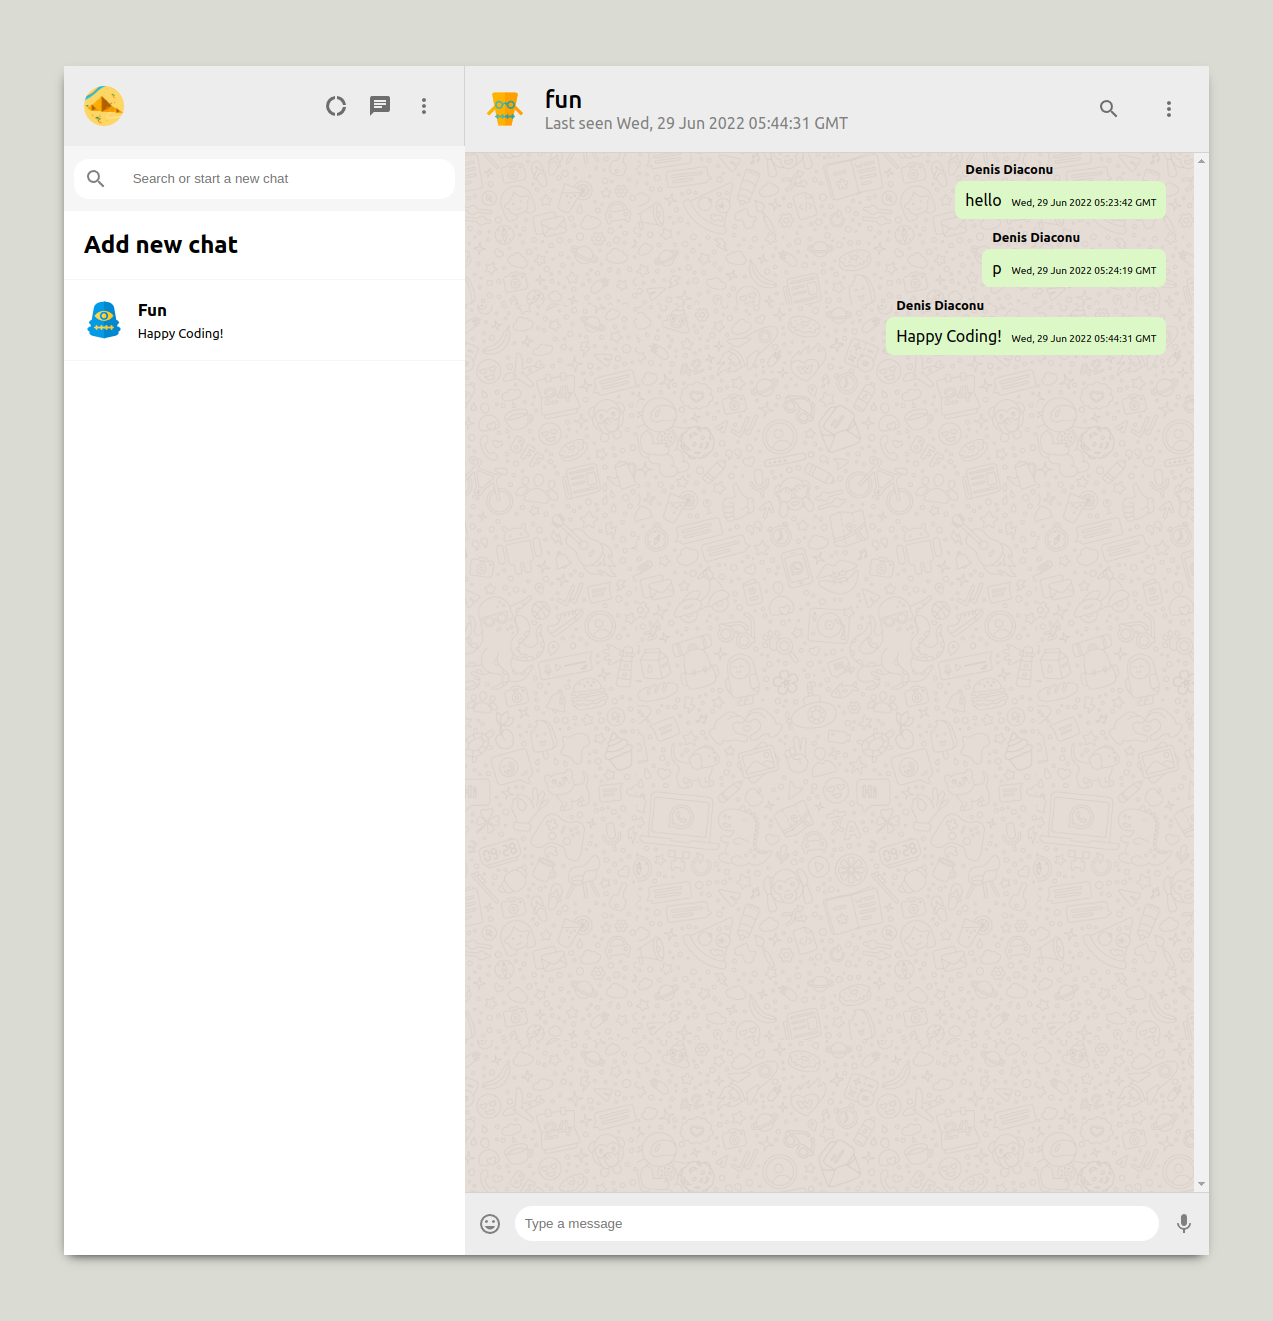 fun
Last seen Wed, 29 Jun 2022 05:44:31 GMT
Search or start a new chat
Add new chat
Fun
Happy Coding!
Denis Diaconu
hello Wed, 29 Jun 2022 05:23:42 GMT
Denis Diaconu
p Wed, 29 Jun 2022 05:24:19 GMT
Denis Diaconu
Happy Coding! Wed, 29 Jun 2022 05:44:31 GMT
Type a message